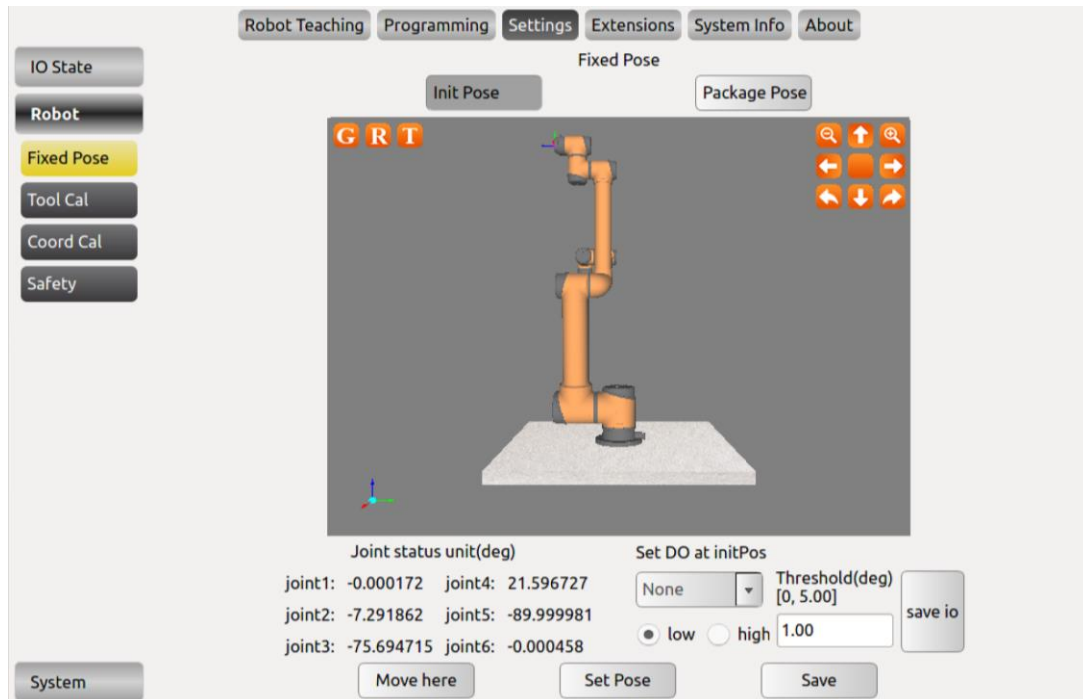 Robot Teaching Programming Settings Extensions System Info About
IO State
Robot
Fixed Pose
Tool Cal
Coord Cal
Safety
System
Fixed Pose
Init Pose Package Pose
G R T
Joint status unit(deg)
joint1: -0.000172 joint4: 21.596727
joint2: -7.291862 joint5: -89.999981
joint3: -75.694715 joint6: -0.000458
Set DO at initPos
None
low high
Threshold(deg)
[0, 5.00]
1.00
save io
Move here Set Pose Save